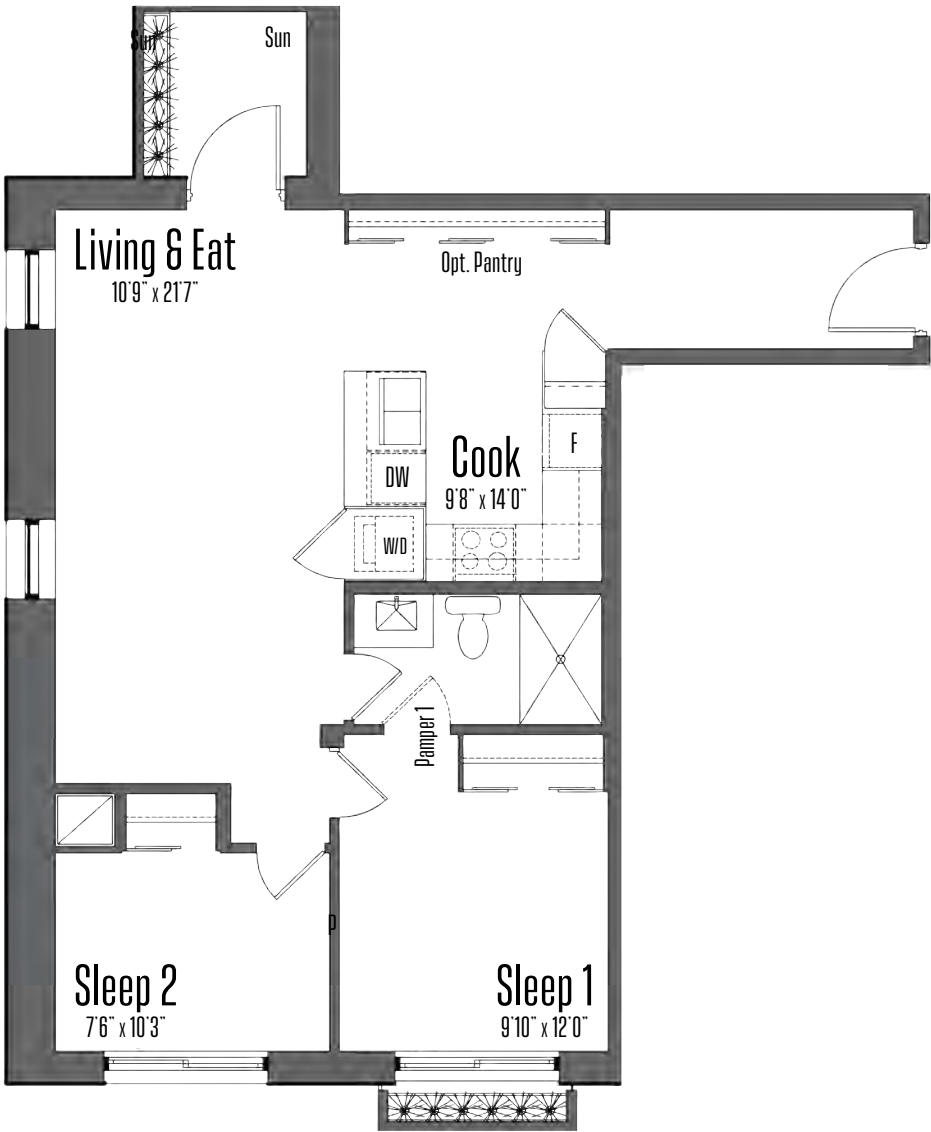 Sun
Sun
Living & Eat
10'9" x 21'7"
Opt. Pantry
Cook
9'8" x 14'0"
F
DW
W/D
Pamper 1
Sleep 2
7'6" x 10'3"
Sleep 1
9'10" x 12'0"